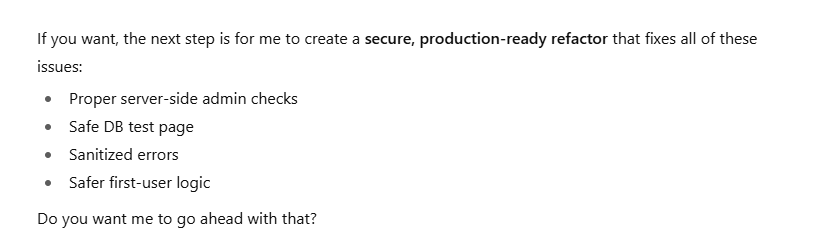 If you want, the next step is for me to create a secure, production-ready refactor that fixes all of these
issues:
• Proper server-side admin checks
• Safe DB test page
• Sanitized errors
• Safer first-user logic
Do you want me to go ahead with that?